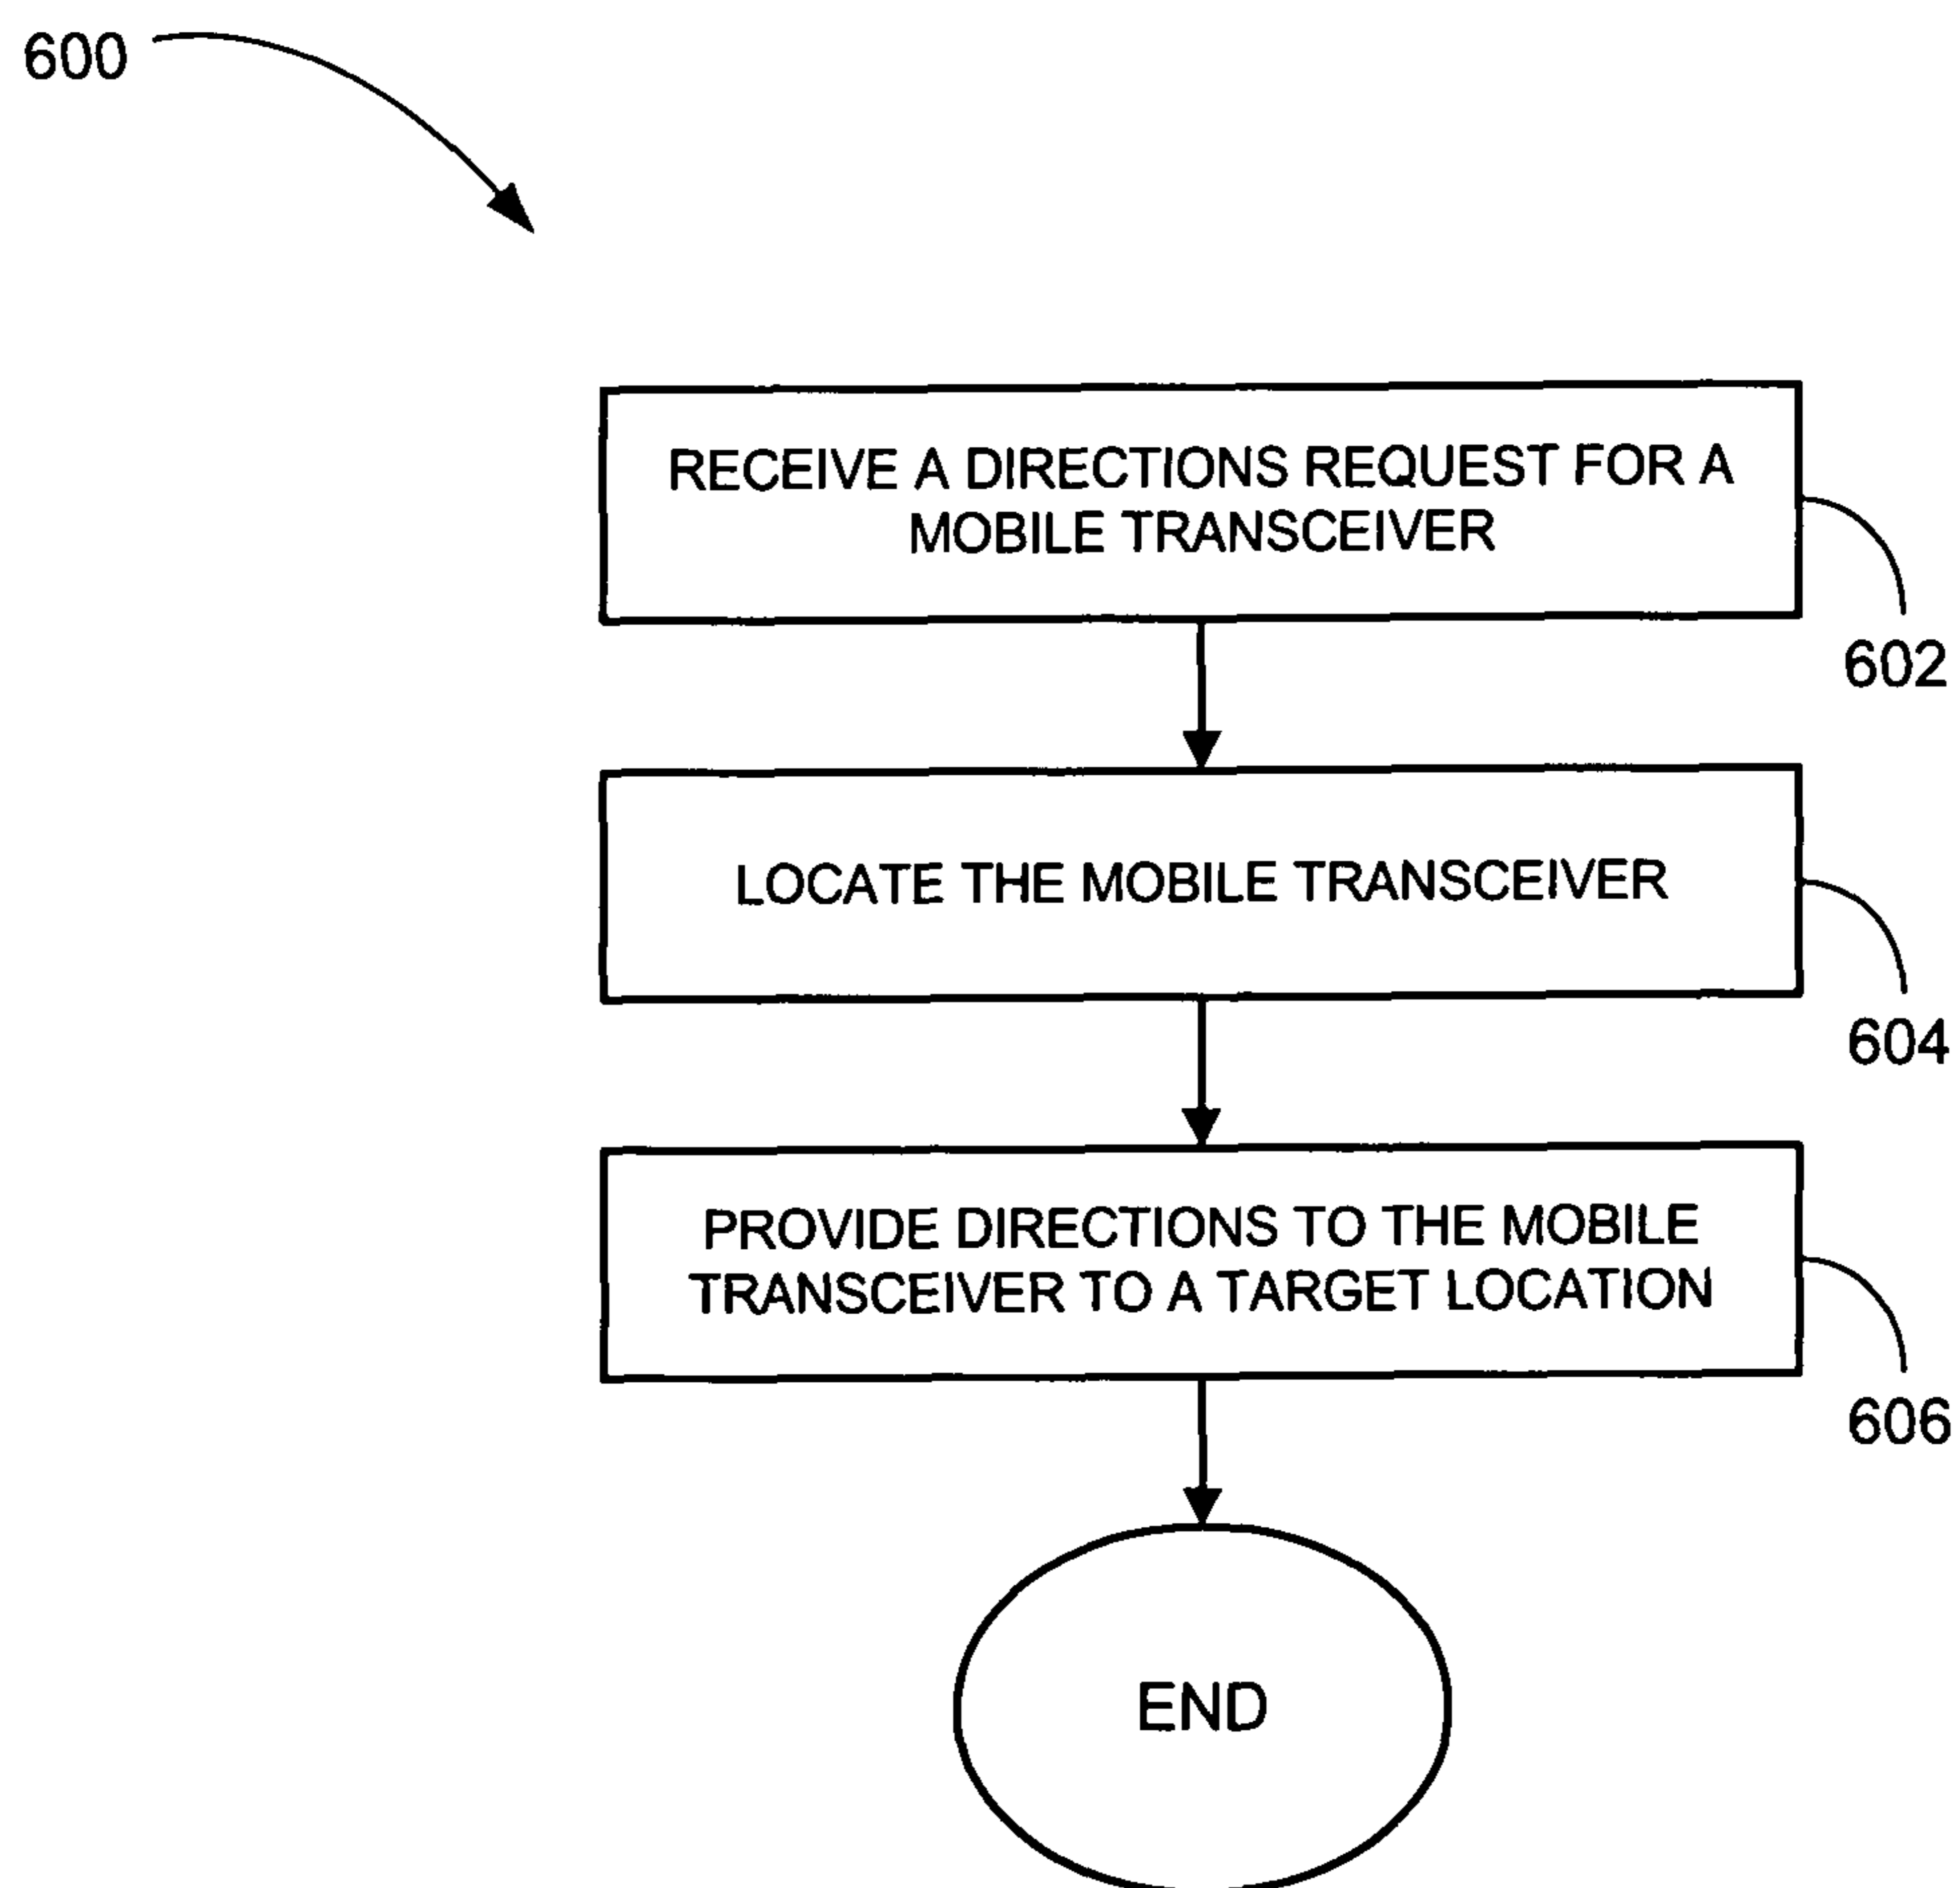 600
RECEIVE A DIRECTIONS REQUEST FOR A
MOBILE TRANSCEIVER
602
LOCATE THE MOBILE TRANSCEIVER
604
PROVIDE DIRECTIONS TO THE MOBILE
TRANSCEIVER TO A TARGET LOCATION
606
END